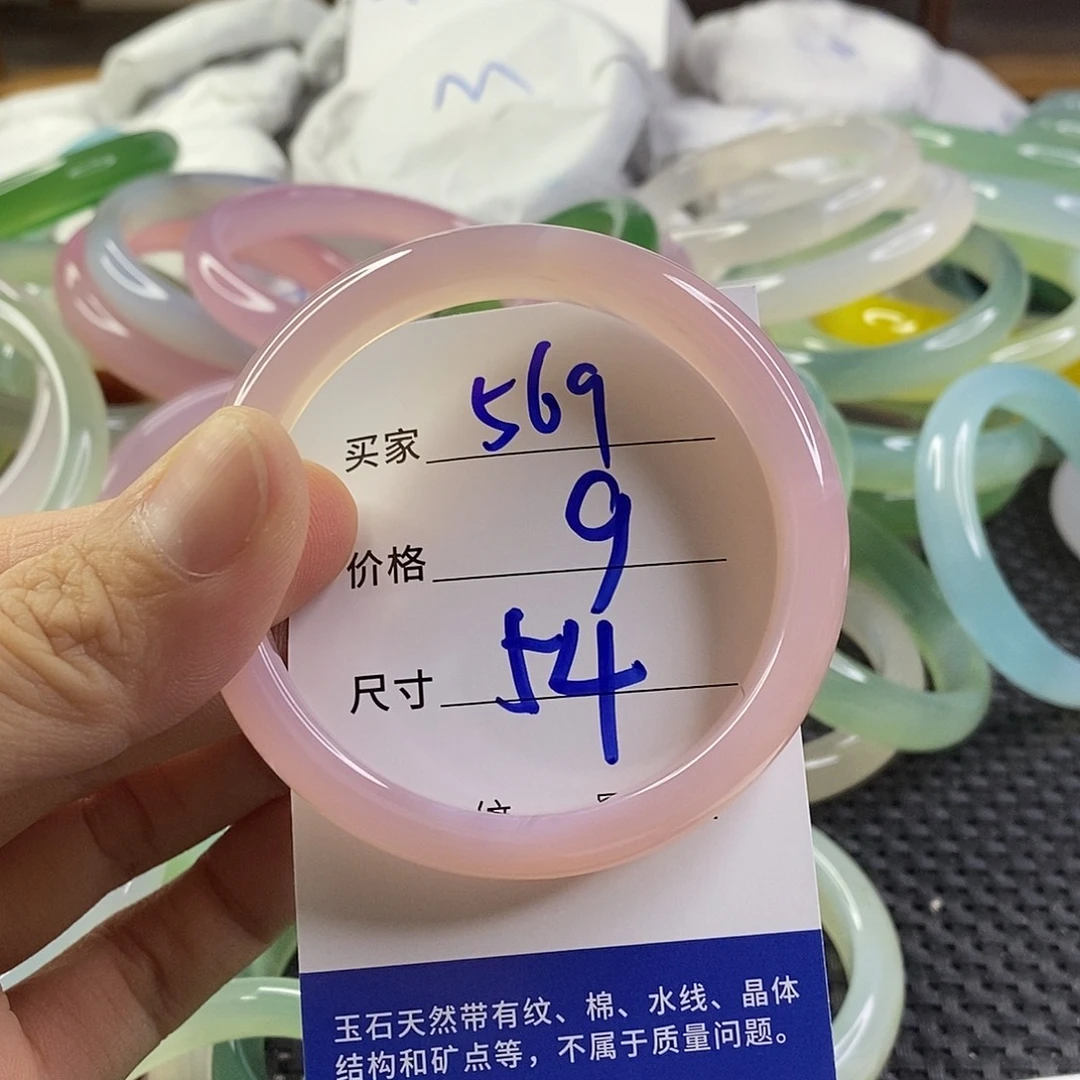 M
买家 569
价格 9
尺寸 54
玉石天然带有纹、棉、水线、晶体
结构和矿点等，不属于质量问题。